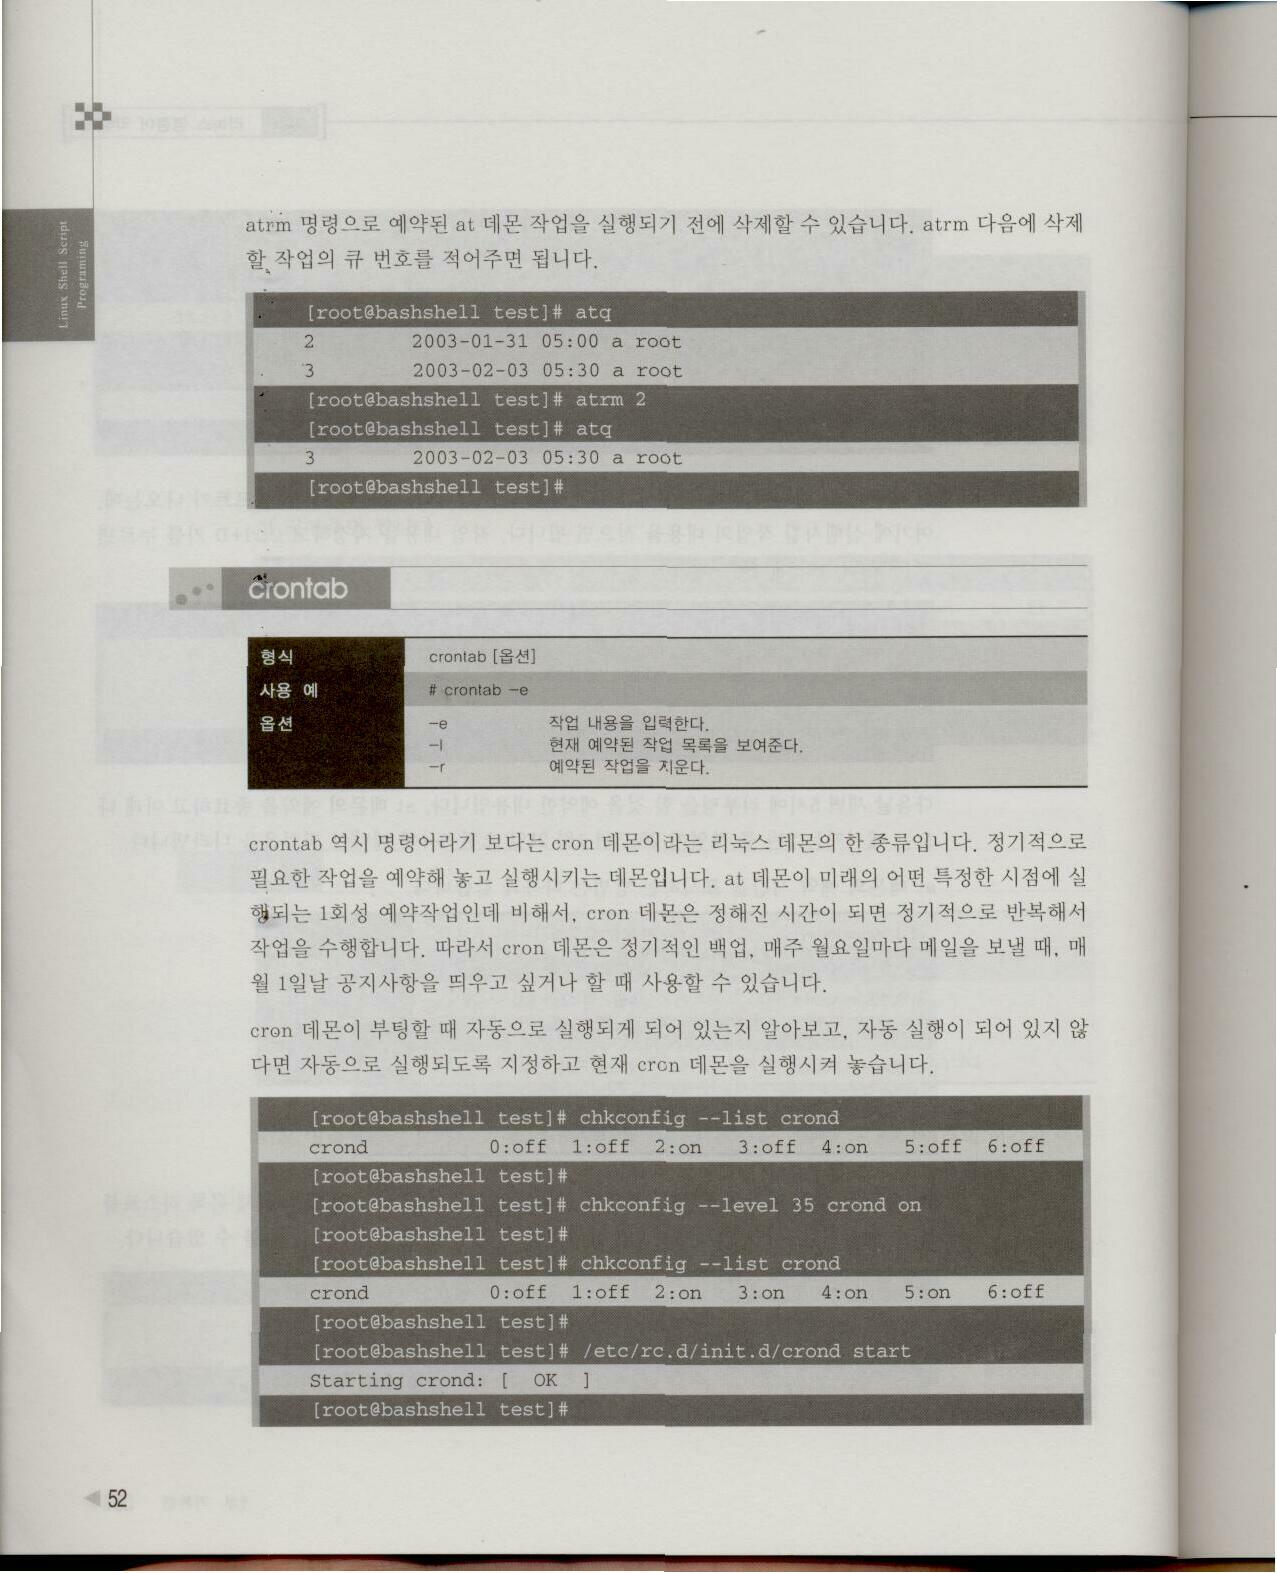 Linux Shell Script
Programing
atrm 명령으로 예약된 at 데몬 작업을 실행되기 전에 삭제할 수 있습니다. atrm 다음에 삭제
할 작업의 큐 번호를 적어주면 됩니다.
[root@bashshell test]# atq
2 2003-01-31 05:00 a root
3 2003-02-03 05:30 a root
[root@bashshell test]# atrm 2
[root@bashshell test]# atq
3 2003-02-03 05:30 a root
[root@bashshell test]#
crontab
형식 crontab [옵션]
사용 예 # crontab -e
옵션 -e 작업 내용을 입력한다.
-l 현재 예약된 작업 목록을 보여준다.
-r 예약된 작업을 지운다.
crontab 역시 명령어라기 보다는 cron 데몬이라는 리눅스 데몬의 한 종류입니다. 정기적으로
필요한 작업을 예약해 놓고 실행시키는 데몬입니다. at 데몬이 미래의 어떤 특정한 시점에 실
행되는 1회성 예약작업인데 비해서, cron 데몬은 정해진 시간이 되면 정기적으로 반복해서
작업을 수행합니다. 따라서 cron 데몬은 정기적인 백업, 매주 월요일마다 메일을 보낼 때, 매
월 1일날 공지사항을 띄우고 싶거나 할 때 사용할 수 있습니다.
cron 데몬이 부팅할 때 자동으로 실행되게 되어 있는지 알아보고, 자동 실행이 되어 있지 않
다면 자동으로 실행되도록 지정하고 현재 cron 데몬을 실행시켜 놓습니다.
[root@bashshell test]# chkconfig --list crond
crond 0:off 1:off 2:on 3:off 4:on 5:off 6:off
[root@bashshell test]#
[root@bashshell test]# chkconfig --level 35 crond on
[root@bashshell test]#
[root@bashshell test]# chkconfig --list crond
crond 0:off 1:off 2:on 3:on 4:on 5:on 6:off
[root@bashshell test]#
[root@bashshell test]# /etc/rc.d/init.d/crond start
Starting crond: [ OK ]
[root@bashshell test]#
52